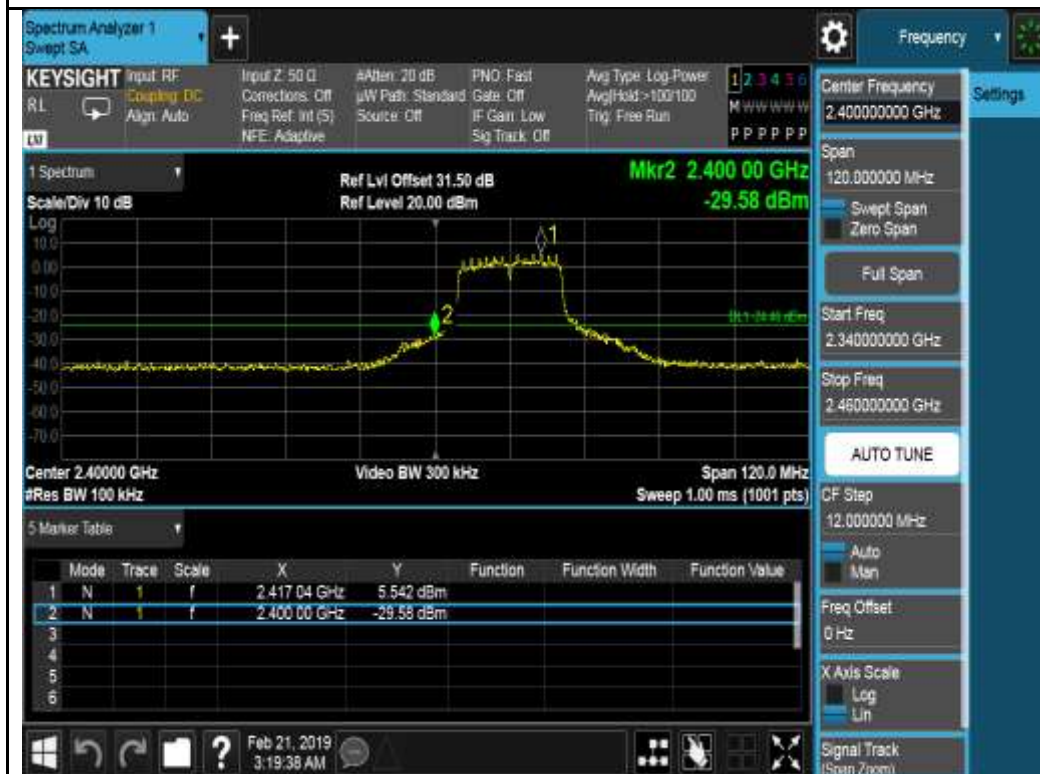 Spectrum Analyzer 1
Swept SA
+
Frequency
KEYSIGHT
RL
Input: RF
Coupling: DC
Align: Auto
Input Z: 50 Ω
Corrections: Off
Freq Ref: Int (S)
NFE: Adaptive
#Atten: 20 dB
µW Path: Standard
Source: Off
PNO: Fast
Gate: Off
IF Gain: Low
Sig Track: Off
Avg Type: Log-Power
Avg|Hold:>100/100
Trig: Free Run
1 2 3 4 5 6
M W W W W W
P P P P P P
1 Spectrum
Scale/Div 10 dB
Ref Lvl Offset 31.50 dB
Ref Level 20.00 dBm
Mkr2 2.400 00 GHz
-29.58 dBm
Log
10.0
0.00
-10.0
-20.0
-30.0
-40.0
-50.0
-60.0
-70.0
1
2
DL1 -24.46 dBm
Center 2.40000 GHz
#Res BW 100 kHz
Video BW 300 kHz
Span 120.0 MHz
Sweep 1.00 ms (1001 pts)
5 Marker Table
Mode Trace Scale X Y Function Function Width Function Value
1 N 1 f 2.417 04 GHz 5.542 dBm
2 N 1 f 2.400 00 GHz -29.58 dBm
3
4
5
6
Feb 21, 2019
3:19:38 AM
?
Center Frequency
2.400000000 GHz
Settings
Span
120.000000 MHz
Swept Span
Zero Span
Full Span
Start Freq
2.340000000 GHz
Stop Freq
2.460000000 GHz
AUTO TUNE
CF Step
12.000000 MHz
Auto
Man
Freq Offset
0 Hz
X Axis Scale
Log
Lin
Signal Track
(Span Zoom)